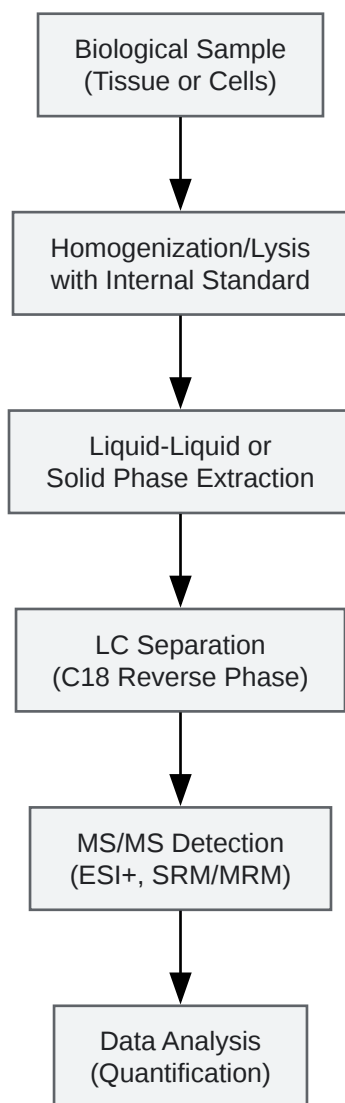 Biological Sample
(Tissue or Cells)
Homogenization/Lysis
with Internal Standard
Liquid-Liquid or
Solid Phase Extraction
LC Separation
(C18 Reverse Phase)
MS/MS Detection
(ESI+, SRM/MRM)
Data Analysis
(Quantification)